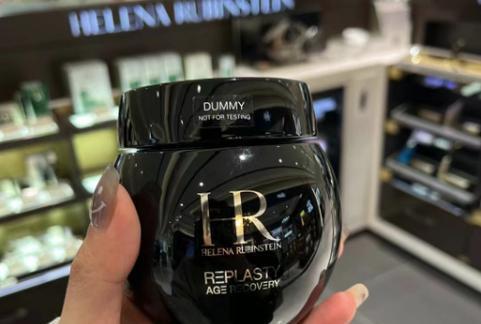 HELENA RUBINSTEIN
DUMMY
NOT FOR TESTING
HR
HELENA RUBINSTEIN
REPLASTY
AGE RECOVERY